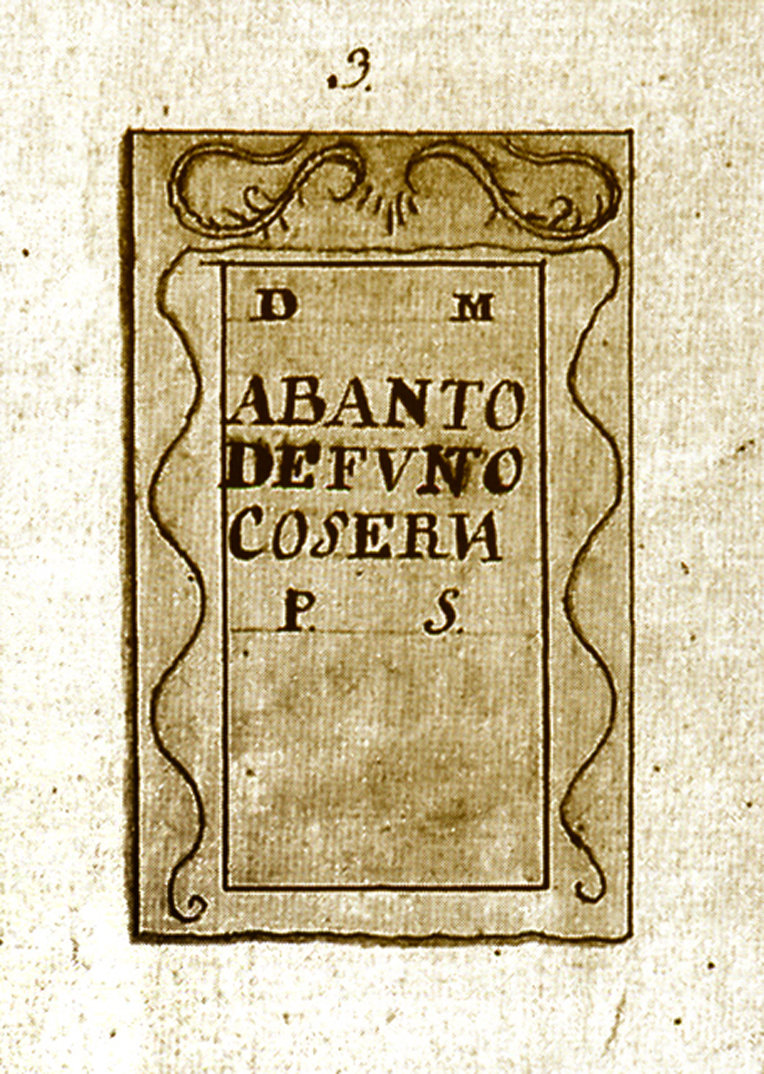 .3.
D M
ABANTO
DEFVNTO
COSERVA
P. S.